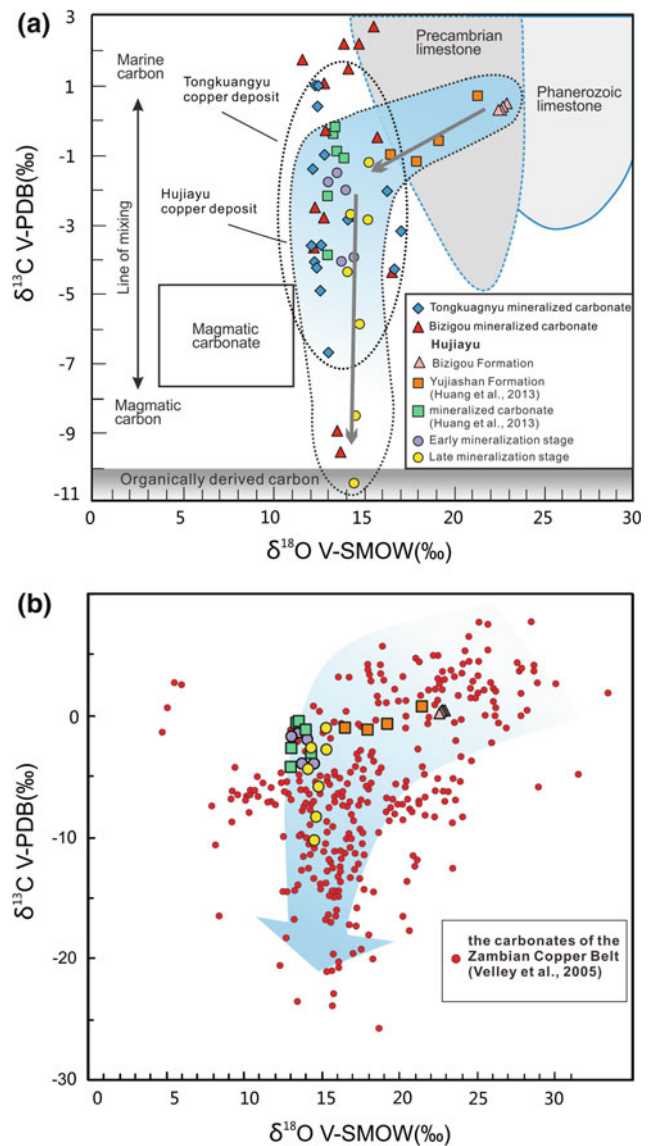 (a)
3
1
-1
-3
-5
-7
-9
-11
δ13C V-PDB(‰)
Marine
carbon
Line of mixing
Magmatic
carbon
Tongkuangyu
copper deposit
Hujiayu
copper deposit
Precambrian
limestone
Phanerozoic
limestone
Magmatic
carbonate
Tongkuagnyu mineralized carbonate
Bizigou mineralized carbonate
Hujiayu
Bizigou Formation
Yujiashan Formation
(Huang et al., 2013)
mineralized carbonate
(Huang et al., 2013)
Early mineralization stage
Late mineralization stage
Organically derived carbon
0 5 10 15 20 25 30
δ18O V-SMOW(‰)
(b)
0
-10
-20
-30
δ13C V-PDB(‰)
the carbonates of the
Zambian Copper Belt
(Velley et al., 2005)
0 5 10 15 20 25 30 35
δ18O V-SMOW(‰)